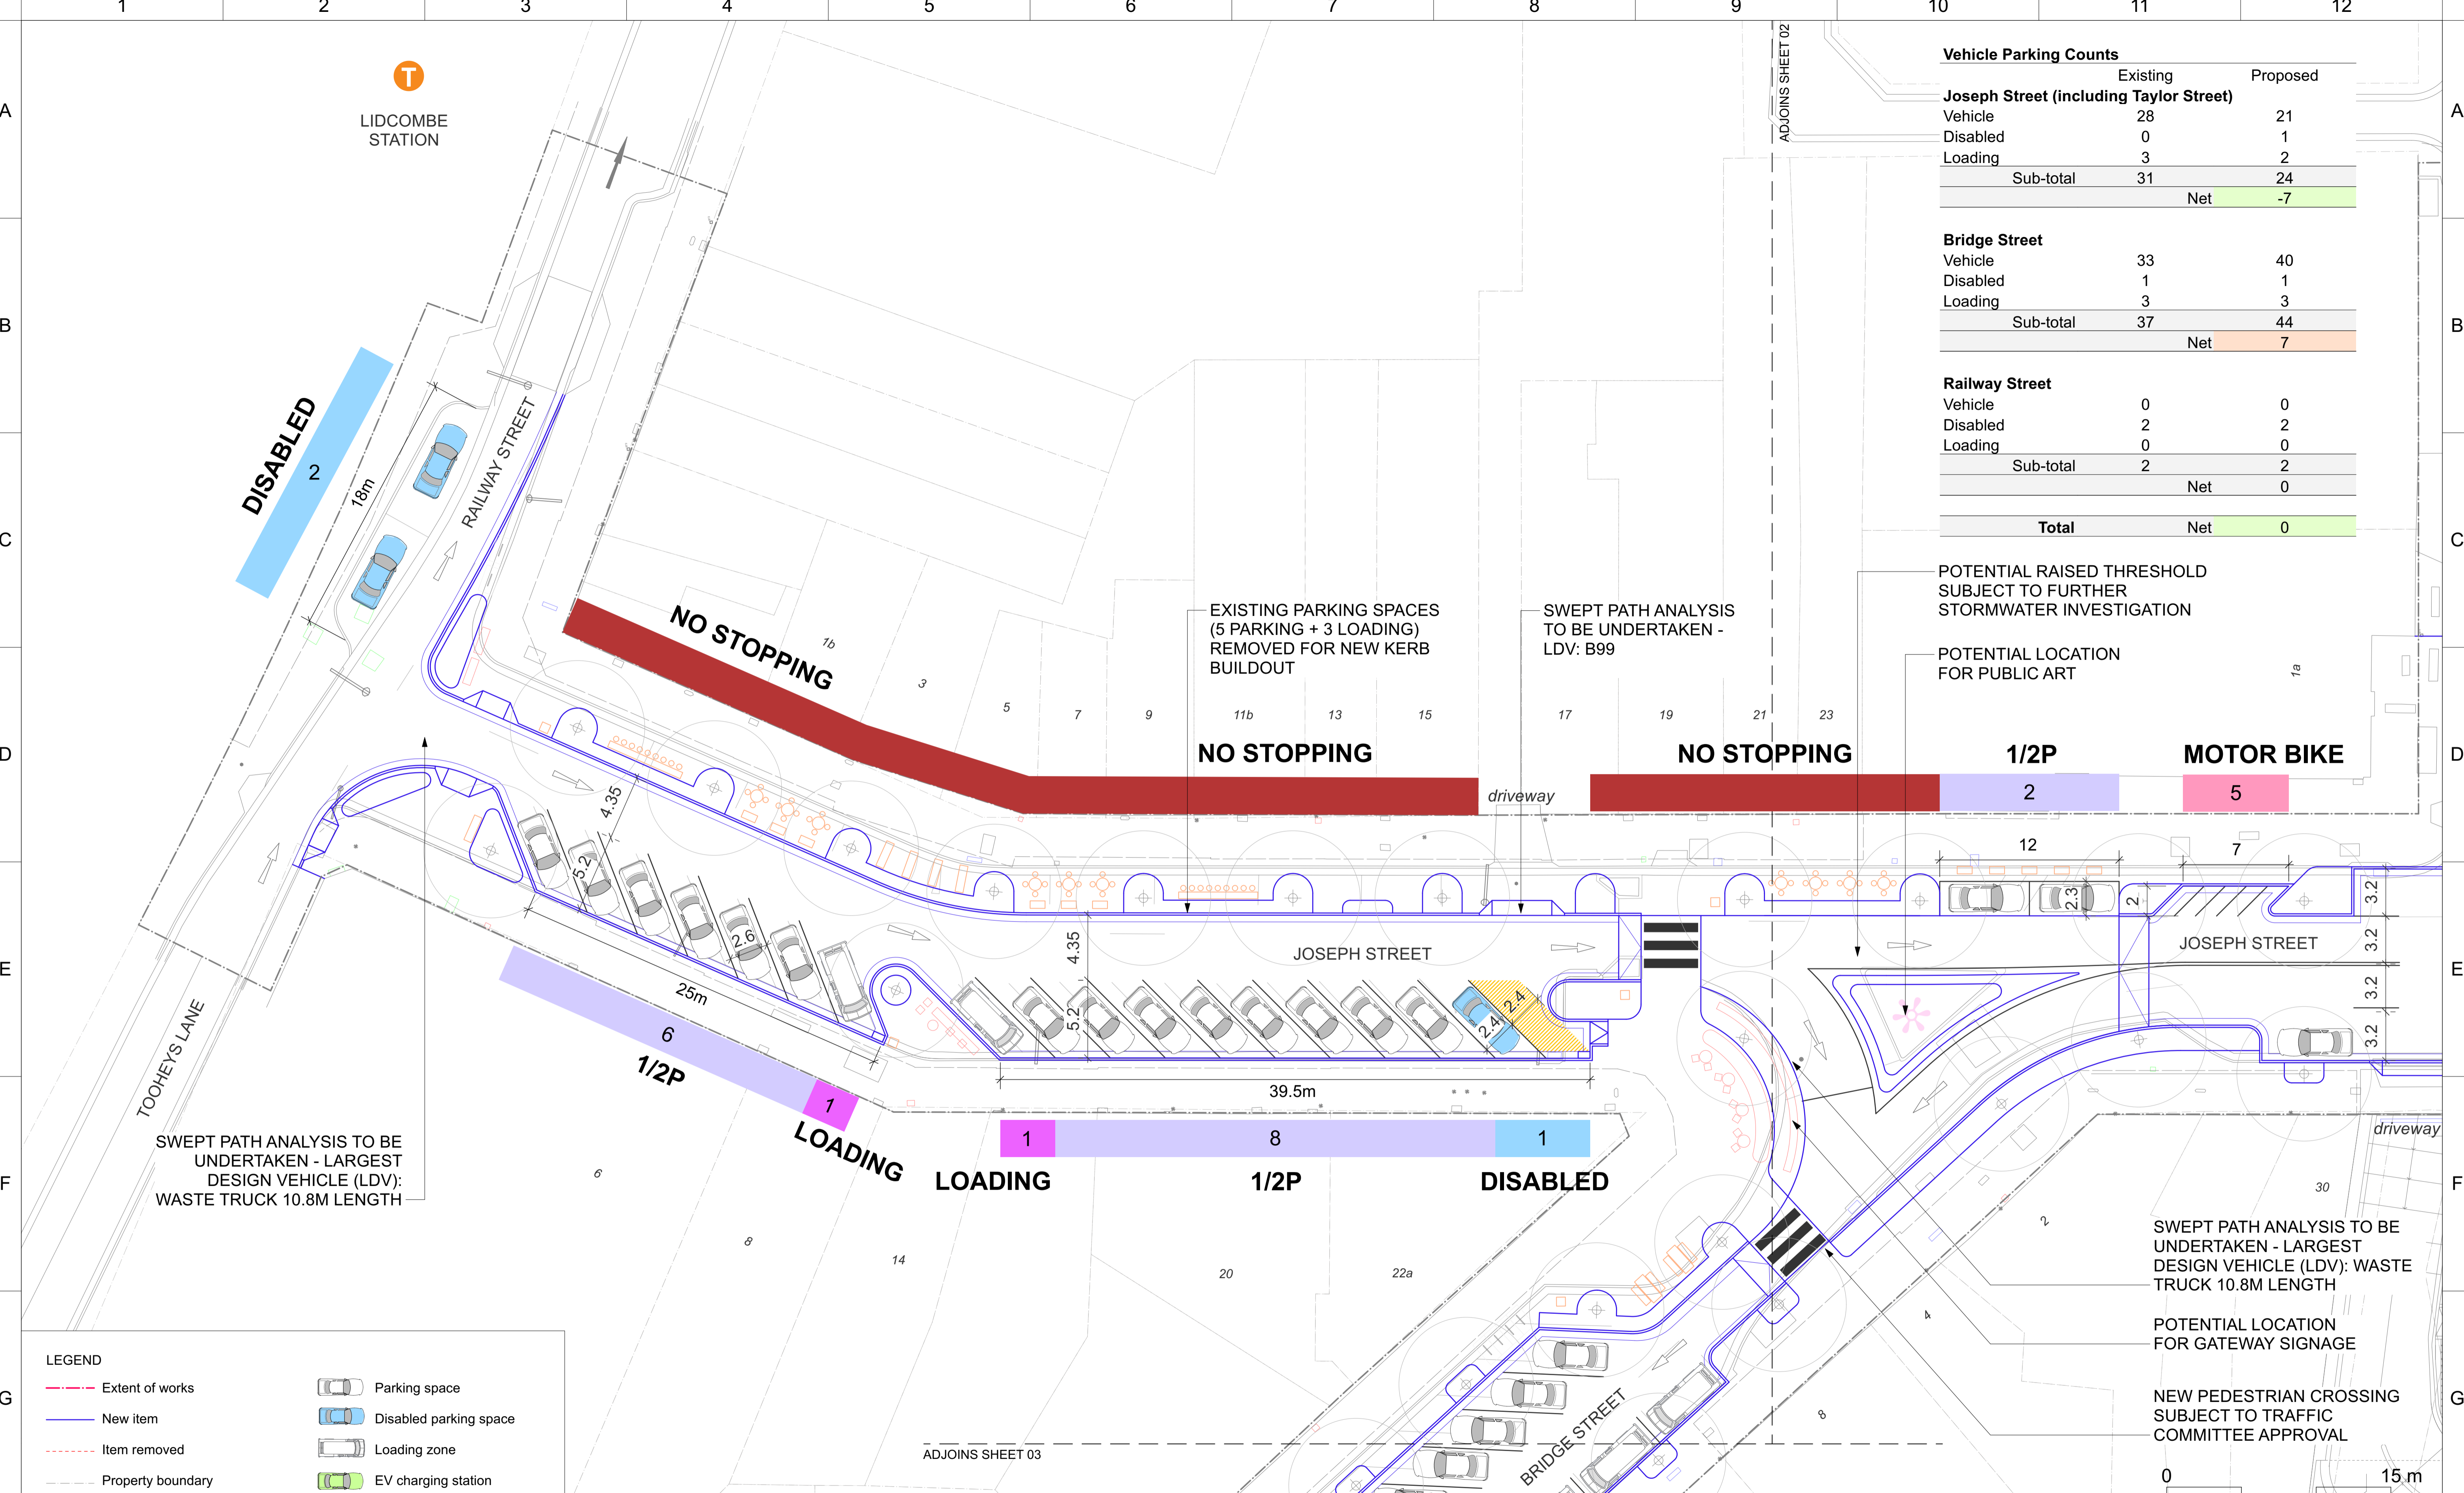 1 2 3 4 5 6 7 8 9 10 11 12
A A
B B
C C
D D
E E
F F
G G
T
LIDCOMBE
STATION
ADJOINS SHEET 02
Vehicle Parking Counts
Existing Proposed
Joseph Street (including Taylor Street)
Vehicle 28 21
Disabled 0 1
Loading 3 2
Sub-total 31 24
Net -7
Bridge Street
Vehicle 33 40
Disabled 1 1
Loading 3 3
Sub-total 37 44
Net 7
Railway Street
Vehicle 0 0
Disabled 2 2
Loading 0 0
Sub-total 2 2
Net 0
Total Net 0
DISABLED
2
18m
RAILWAY STREET
NO STOPPING
1b
3
5
7
9
11b
13
15
17
19
21
23
1a
EXISTING PARKING SPACES
(5 PARKING + 3 LOADING)
REMOVED FOR NEW KERB
BUILDOUT
SWEPT PATH ANALYSIS
TO BE UNDERTAKEN -
LDV: B99
POTENTIAL RAISED THRESHOLD
SUBJECT TO FURTHER
STORMWATER INVESTIGATION
POTENTIAL LOCATION
FOR PUBLIC ART
NO STOPPING
NO STOPPING
1/2P
MOTOR BIKE
driveway
2
5
12
7
4.35
5.2
2.6
25m
4.35
5.2
JOSEPH STREET
2.4
2.4
2.3
2
JOSEPH STREET
3.2
3.2
3.2
3.2
39.5m
TOOHEYS LANE
6
1/2P
1
LOADING
1
LOADING
8
1/2P
1
DISABLED
driveway
SWEPT PATH ANALYSIS TO BE
UNDERTAKEN - LARGEST
DESIGN VEHICLE (LDV):
WASTE TRUCK 10.8M LENGTH
6
8
14
20
22a
2
4
8
30
SWEPT PATH ANALYSIS TO BE
UNDERTAKEN - LARGEST
DESIGN VEHICLE (LDV): WASTE
TRUCK 10.8M LENGTH
POTENTIAL LOCATION
FOR GATEWAY SIGNAGE
NEW PEDESTRIAN CROSSING
SUBJECT TO TRAFFIC
COMMITTEE APPROVAL
BRIDGE STREET
ADJOINS SHEET 03
LEGEND
Extent of works
New item
Item removed
Property boundary
Parking space
Disabled parking space
Loading zone
EV charging station
0 15 m